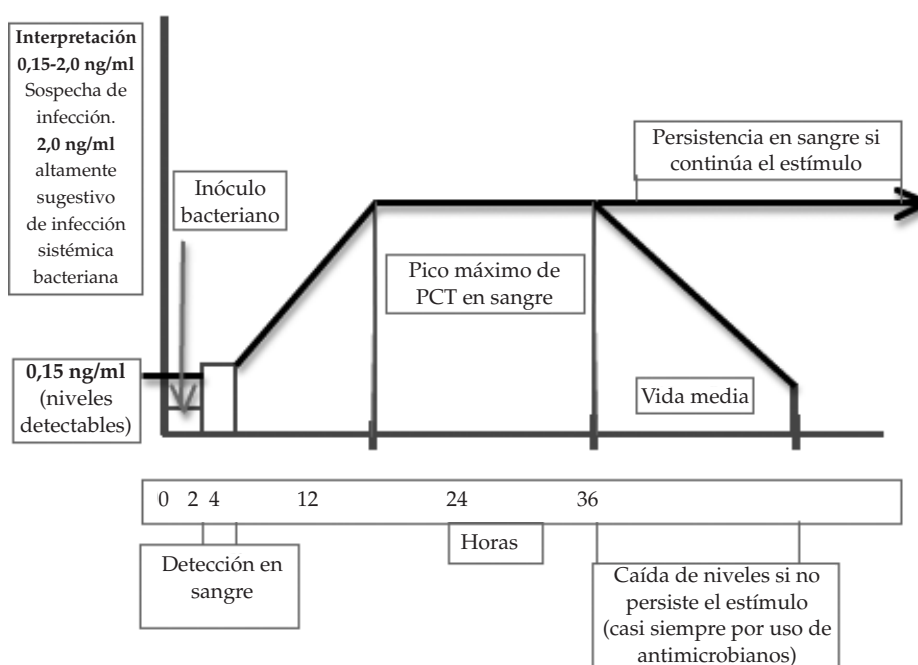 Interpretación
0,15-2,0 ng/ml
Sospecha de
infección.
2,0 ng/ml
altamente
sugestivo
de infección
sistémica
bacteriana
Inóculo
bacteriano
Persistencia en sangre si
continúa el estímulo
Pico máximo de
PCT en sangre
0,15 ng/ml
(niveles
detectables)
Vida media
0 2 4 12 24 36
Horas
Detección en
sangre
Caída de niveles si no
persiste el estímulo
(casi siempre por uso de
antimicrobianos)